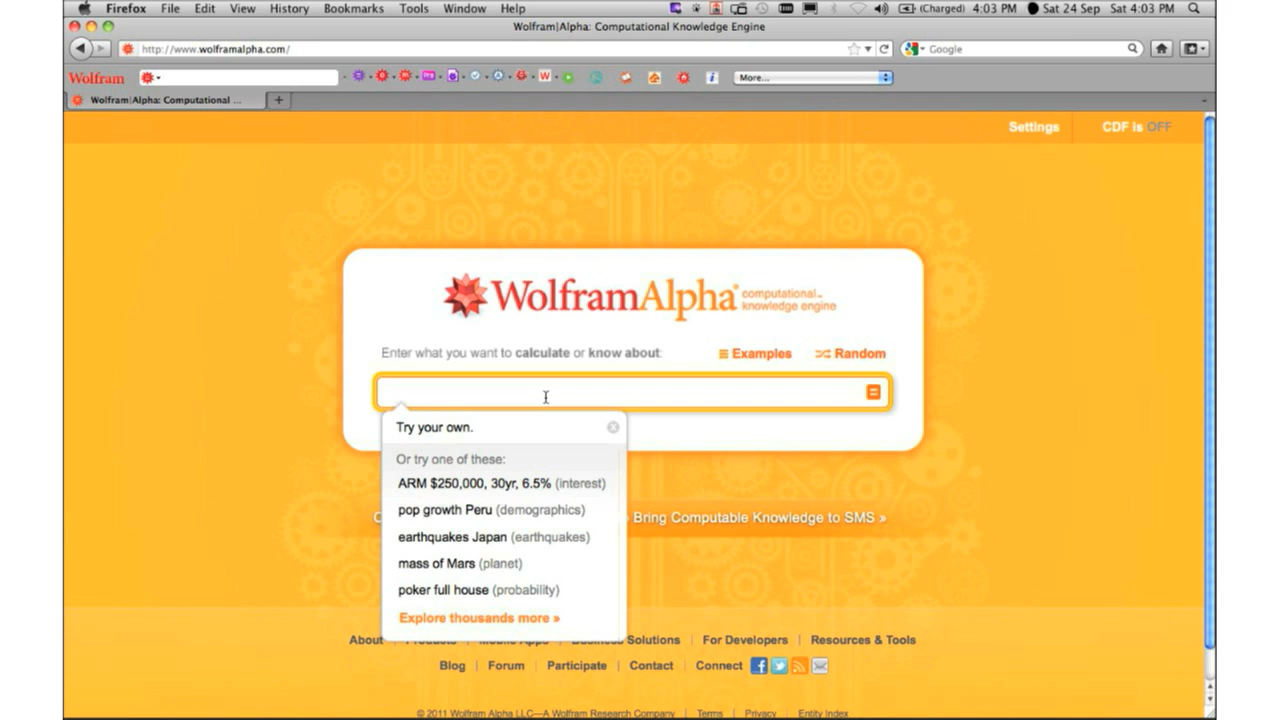 Firefox File Edit View History Bookmarks Tools Window Help (Charged) 4:03 PM Sat 24 Sep Sat 4:03 PM
Wolfram|Alpha: Computational Knowledge Engine
http://www.wolframalpha.com/ Google
Wolfram More...
Wolfram|Alpha: Computational ...
Settings CDF is OFF
WolframAlpha computational knowledge engine
Enter what you want to calculate or know about: Examples Random
Try your own.
Or try one of these:
ARM $250,000, 30yr, 6.5% (interest)
pop growth Peru (demographics)
Bring Computable Knowledge to SMS »
earthquakes Japan (earthquakes)
mass of Mars (planet)
poker full house (probability)
Explore thousands more »
About Products Mobile Apps Business Solutions | For Developers | Resources & Tools
Blog | Forum | Participate | Contact | Connect
© 2011 Wolfram Alpha LLC—A Wolfram Research Company | Terms | Privacy | Entity Index